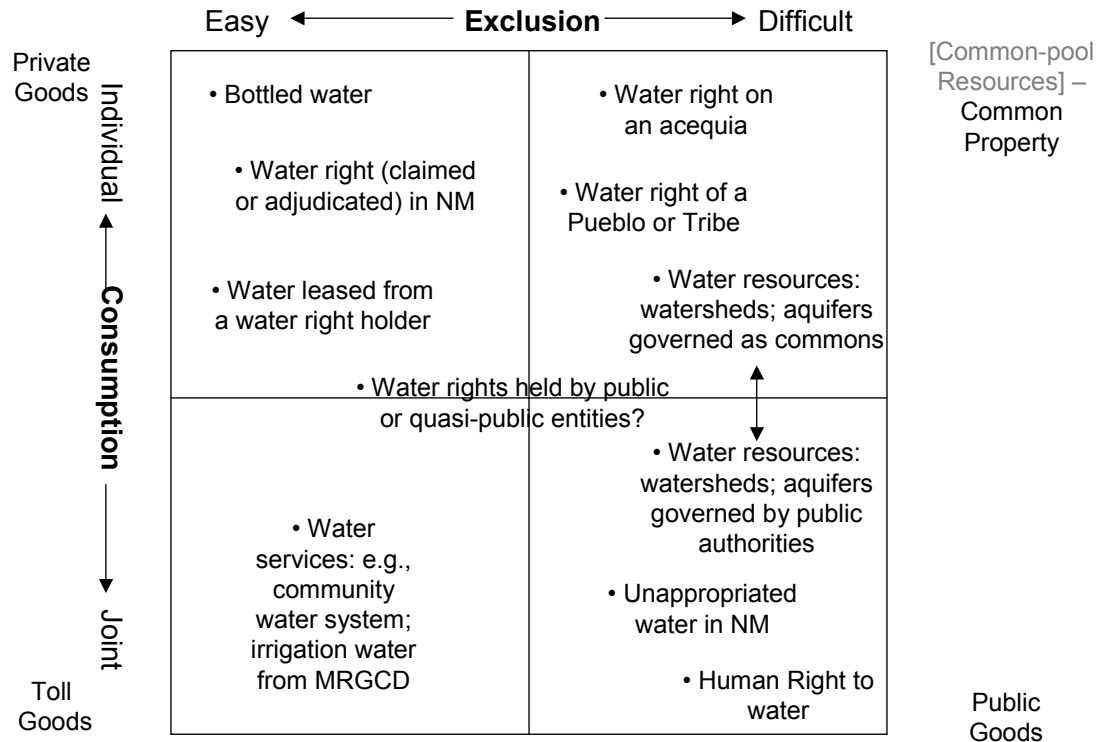 Easy Exclusion Difficult
Private
Goods
[Common-pool
Resources] –
Common
Property
Individual
Consumption
Joint
• Bottled water
• Water right (claimed
or adjudicated) in NM
• Water leased from
a water right holder
• Water right on
an acequia
• Water right of a
Pueblo or Tribe
• Water resources:
watersheds; aquifers
governed as commons
• Water rights held by public
or quasi-public entities?
• Water
services: e.g.,
community
water system;
irrigation water
from MRGCD
• Water resources:
watersheds; aquifers
governed by public
authorities
• Unappropriated
water in NM
• Human Right to
water
Toll
Goods
Public
Goods